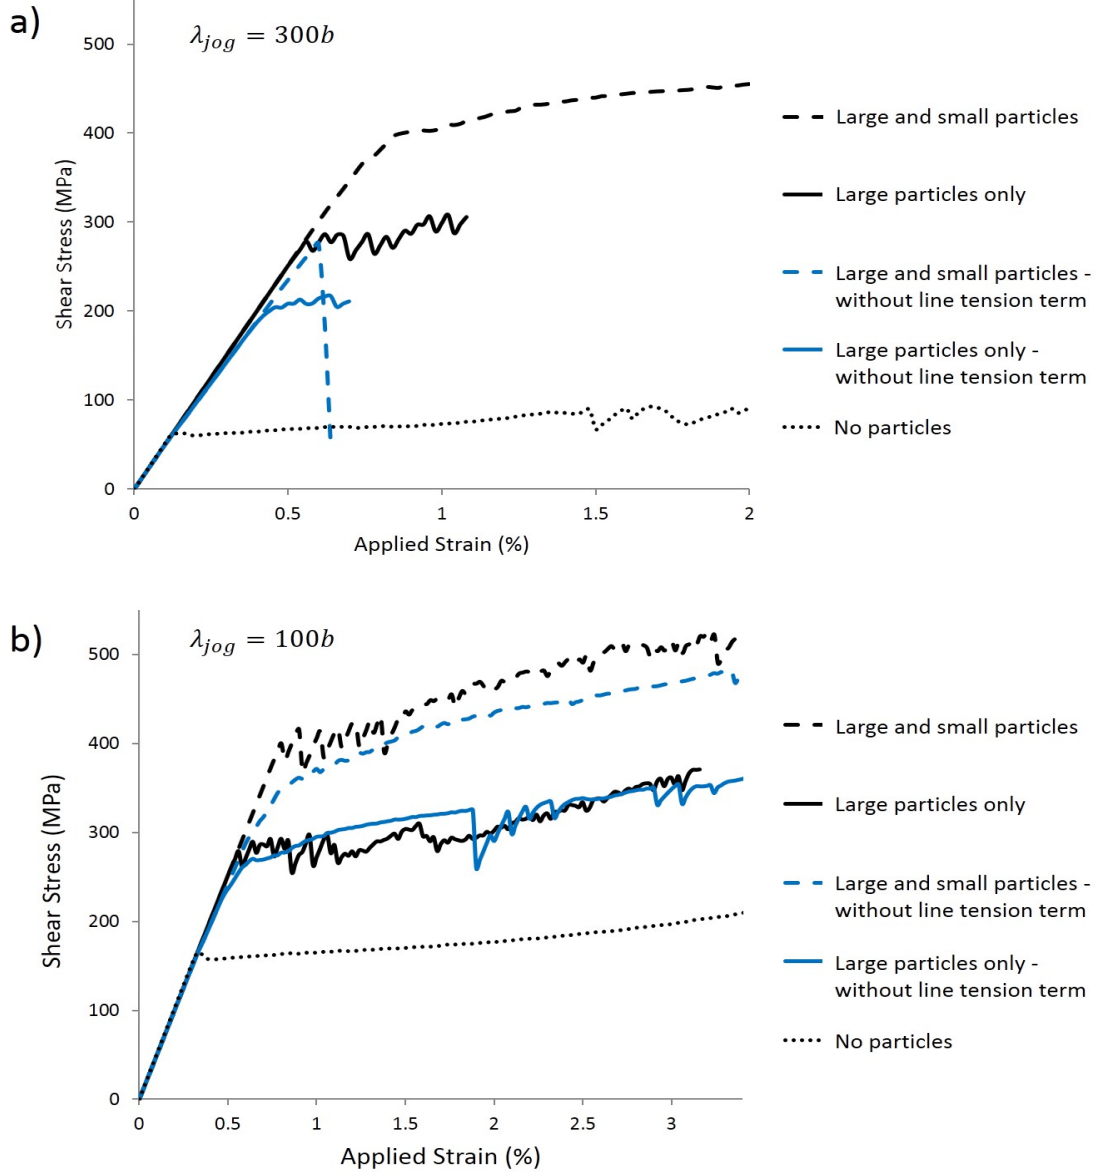 a)
λjog = 300b
500
400
300
200
100
0
Shear Stress (MPa)
0 0.5 1 1.5 2
Applied Strain (%)
Large and small particles
Large particles only
Large and small particles -
without line tension term
Large particles only -
without line tension term
No particles
b)
λjog = 100b
500
400
300
200
100
0
Shear Stress (MPa)
0 0.5 1 1.5 2 2.5 3
Applied Strain (%)
Large and small particles
Large particles only
Large and small particles -
without line tension term
Large particles only -
without line tension term
No particles